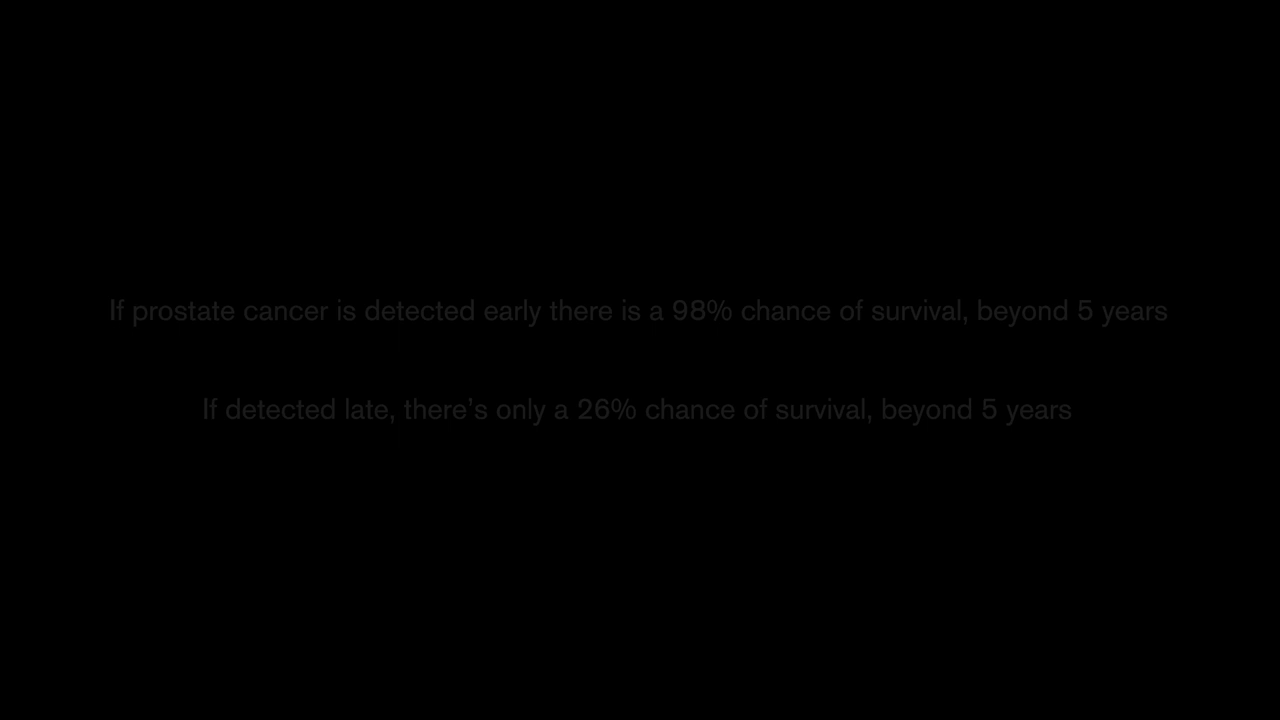 If prostate cancer is detected early there is a 98% chance of survival, beyond 5 years
If detected late, there’s only a 26% chance of survival, beyond 5 years